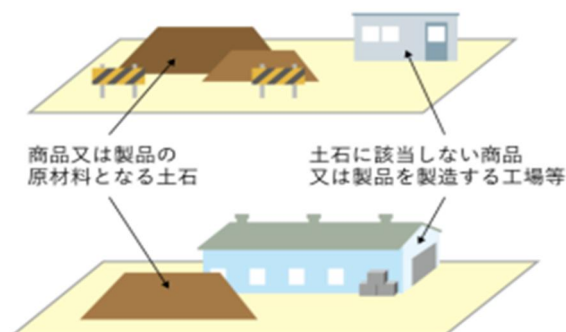 商品又は製品の
原材料となる土石
土石に該当しない商品
又は製品を製造する工場等